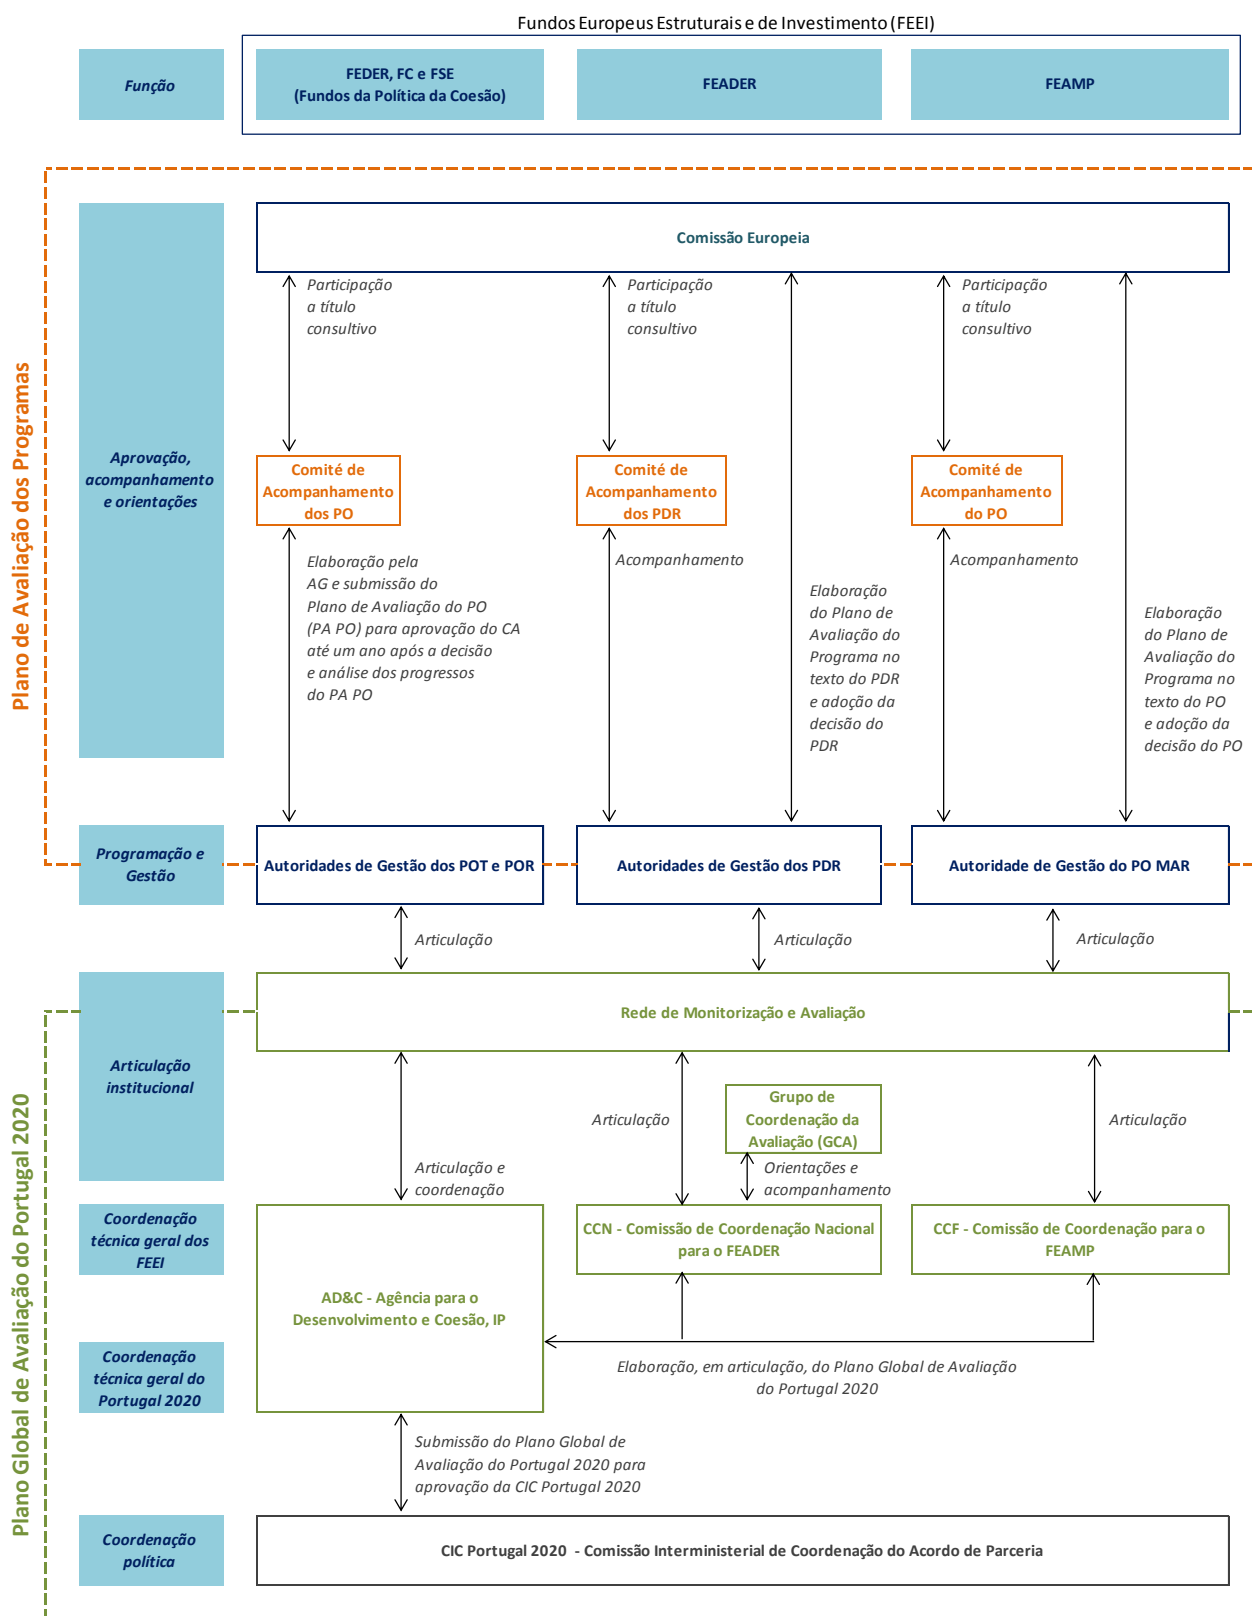 Fundos Europeus Estruturais e de Investimento (FEEI)
Função
FEDER, FC e FSE
(Fundos da Política da Coesão)
FEADER
FEAMP
Plano de Avaliação dos Programas
Aprovação,
acompanhamento
e orientações
Comissão Europeia
Participação
a título
consultivo
Participação
a título
consultivo
Participação
a título
consultivo
Comité de
Acompanhamento
dos PO
Comité de
Acompanhamento
dos PDR
Comité de
Acompanhamento
do PO
Elaboração pela
AG e submissão do
Plano de Avaliação do PO
(PA PO) para aprovação do CA
até um ano após a decisão
e análise dos progressos
do PA PO
Acompanhamento
Elaboração
do Plano de
Avaliação do
Programa no
texto do PDR
e adoção da
decisão do
PDR
Acompanhamento
Elaboração
do Plano de
Avaliação do
Programa no
texto do PO
e adoção da
decisão do PO
Programação e
Gestão
Autoridades de Gestão dos POT e POR
Autoridades de Gestão dos PDR
Autoridade de Gestão do PO MAR
Articulação
Articulação
Articulação
Plano Global de Avaliação do Portugal 2020
Articulação
institucional
Rede de Monitorização e Avaliação
Articulação e
coordenação
Articulação
Grupo de
Coordenação da
Avaliação (GCA)
Orientações e
acompanhamento
Articulação
Coordenação
técnica geral dos
FEEI
AD&C - Agência para o
Desenvolvimento e Coesão, IP
CCN - Comissão de Coordenação Nacional
para o FEADER
CCF - Comissão de Coordenação para o
FEAMP
Coordenação
técnica geral do
Portugal 2020
Elaboração, em articulação, do Plano Global de Avaliação
do Portugal 2020
Submissão do Plano Global de
Avaliação do Portugal 2020 para
aprovação da CIC Portugal 2020
Coordenação
política
CIC Portugal 2020 - Comissão Interministerial de Coordenação do Acordo de Parceria